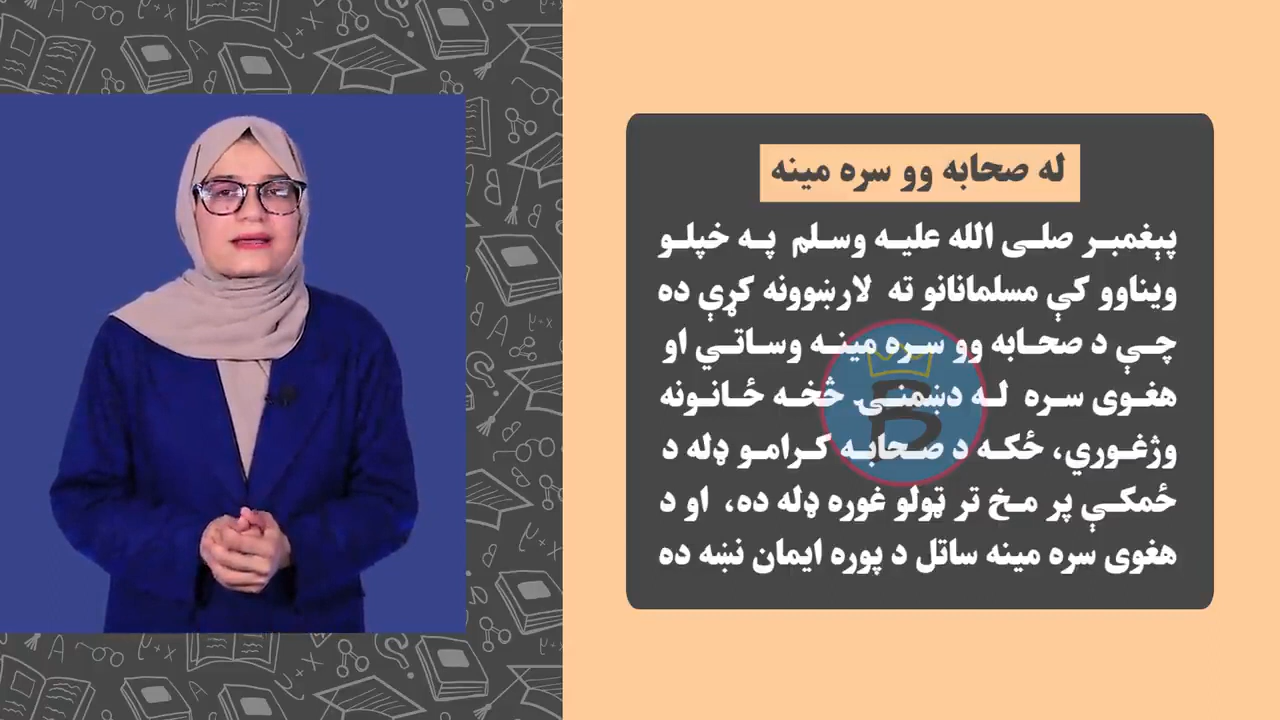 له صحابه وو سره مینه
پېغمبر صلی الله علیه وسلم په خپلو
ویناوو کې مسلمانانو ته لارښوونه کړې ده
چې د صحابه وو سره مینه وساتي او
هغوی سره له دښمنۍ څخه ځانونه
وژغوري، ځکه د صحابه کرامو ډله د
ځمکې پر مخ تر ټولو غوره ډله ده، او د
هغوی سره مینه ساتل د پوره ایمان نښه ده
B